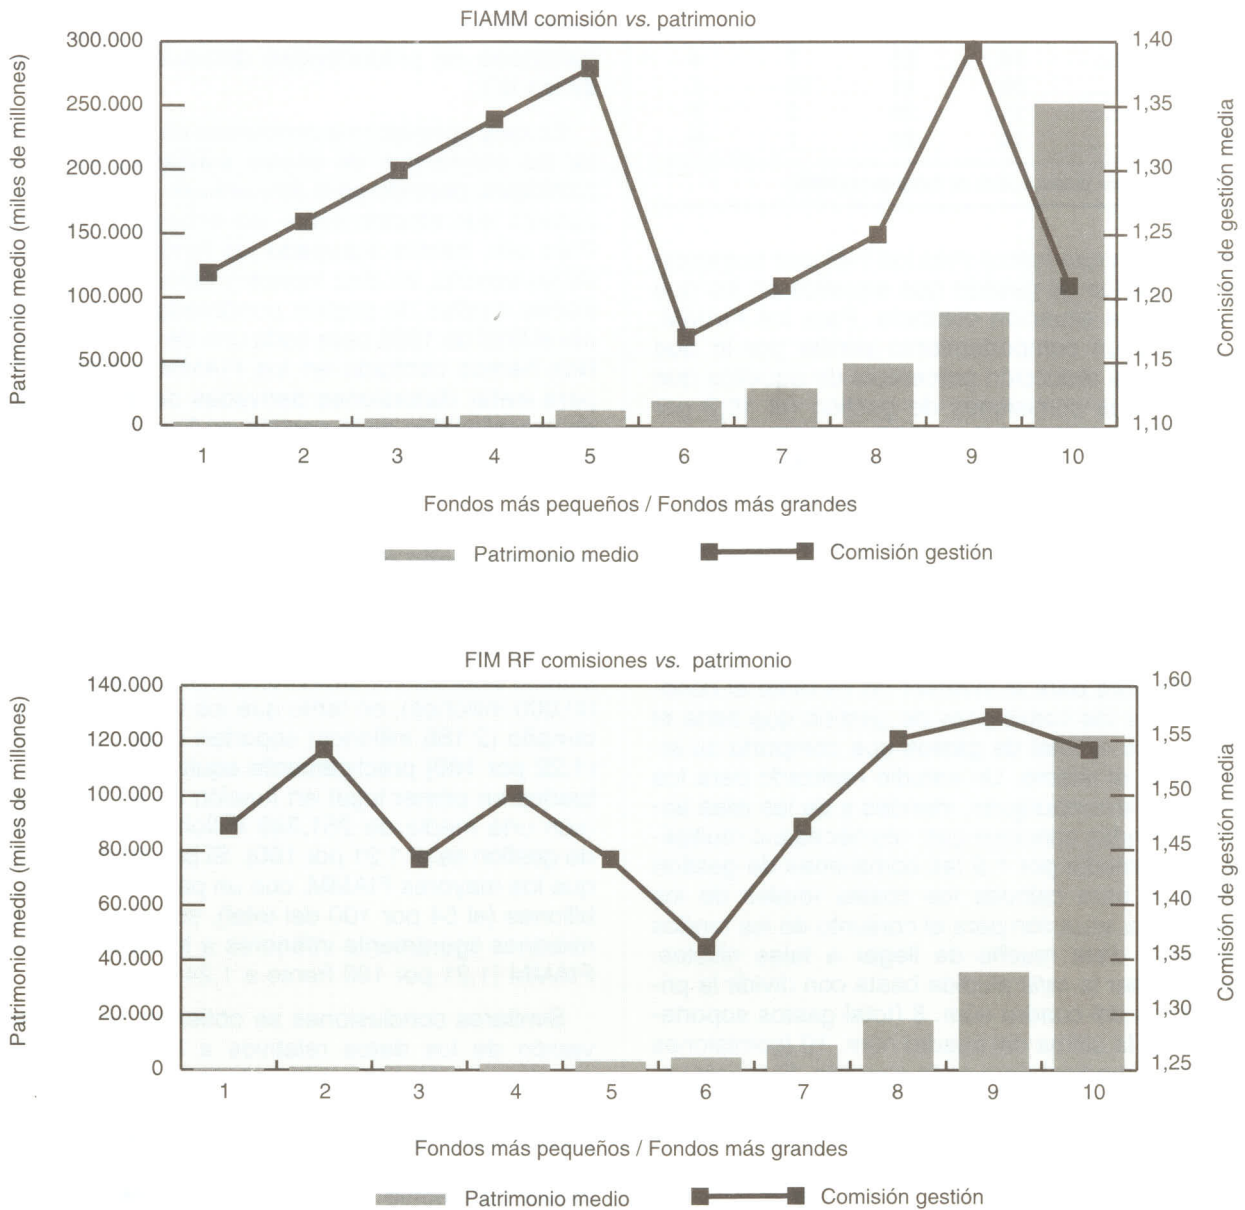 FIAMM comisión vs. patrimonio
Patrimonio medio (miles de millones)
300.000
250.000
200.000
150.000
100.000
50.000
0
1,40
1,35
1,30
1,25
1,20
1,15
1,10
Comisión de gestión media
1 2 3 4 5 6 7 8 9 10
Fondos más pequeños / Fondos más grandes
Patrimonio medio Comisión gestión
FIM RF comisiones vs. patrimonio
Patrimonio medio (miles de millones)
140.000
120.000
100.000
80.000
60.000
40.000
20.000
0
1,60
1,55
1,50
1,45
1,40
1,35
1,30
1,25
Comisión de gestión media
1 2 3 4 5 6 7 8 9 10
Fondos más pequeños / Fondos más grandes
Patrimonio medio Comisión gestión